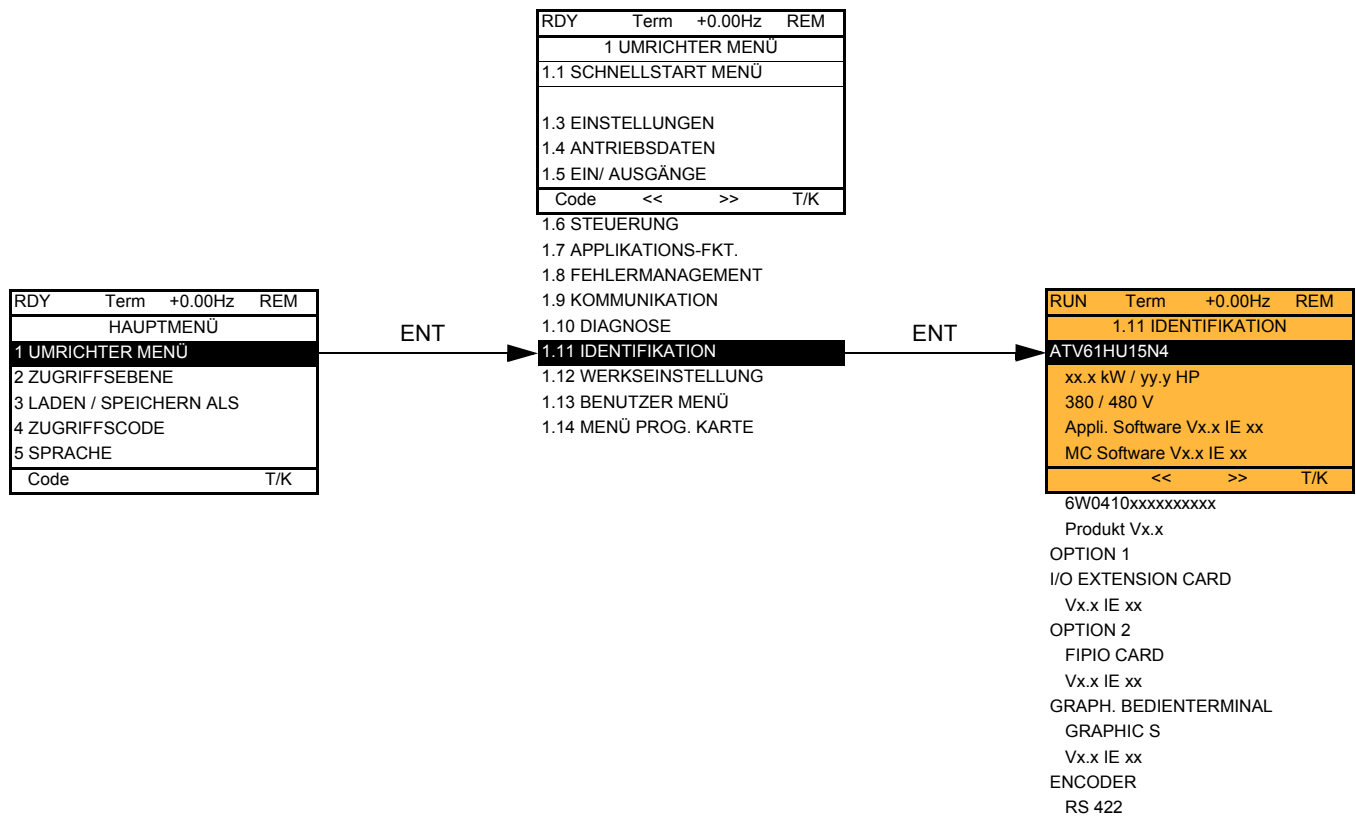 RDY Term +0.00Hz REM
HAUPTMENÜ
1 UMRICHTER MENÜ
2 ZUGRIFFSEBENE
3 LADEN / SPEICHERN ALS
4 ZUGRIFFSCODE
5 SPRACHE
Code T/K
ENT
RDY Term +0.00Hz REM
1 UMRICHTER MENÜ
1.1 SCHNELLSTART MENÜ
1.3 EINSTELLUNGEN
1.4 ANTRIEBSDATEN
1.5 EIN/ AUSGÄNGE
Code << >> T/K
1.6 STEUERUNG
1.7 APPLIKATIONS-FKT.
1.8 FEHLERMANAGEMENT
1.9 KOMMUNIKATION
1.10 DIAGNOSE
1.11 IDENTIFIKATION
1.12 WERKSEINSTELLUNG
1.13 BENUTZER MENÜ
1.14 MENÜ PROG. KARTE
ENT
RUN Term +0.00Hz REM
1.11 IDENTIFIKATION
ATV61HU15N4
xx.x kW / yy.y HP
380 / 480 V
Appli. Software Vx.x IE xx
MC Software Vx.x IE xx
<< >> T/K
6W0410xxxxxxxxxx
Produkt Vx.x
OPTION 1
I/O EXTENSION CARD
Vx.x IE xx
OPTION 2
FIPIO CARD
Vx.x IE xx
GRAPH. BEDIENTERMINAL
GRAPHIC S
Vx.x IE xx
ENCODER
RS 422